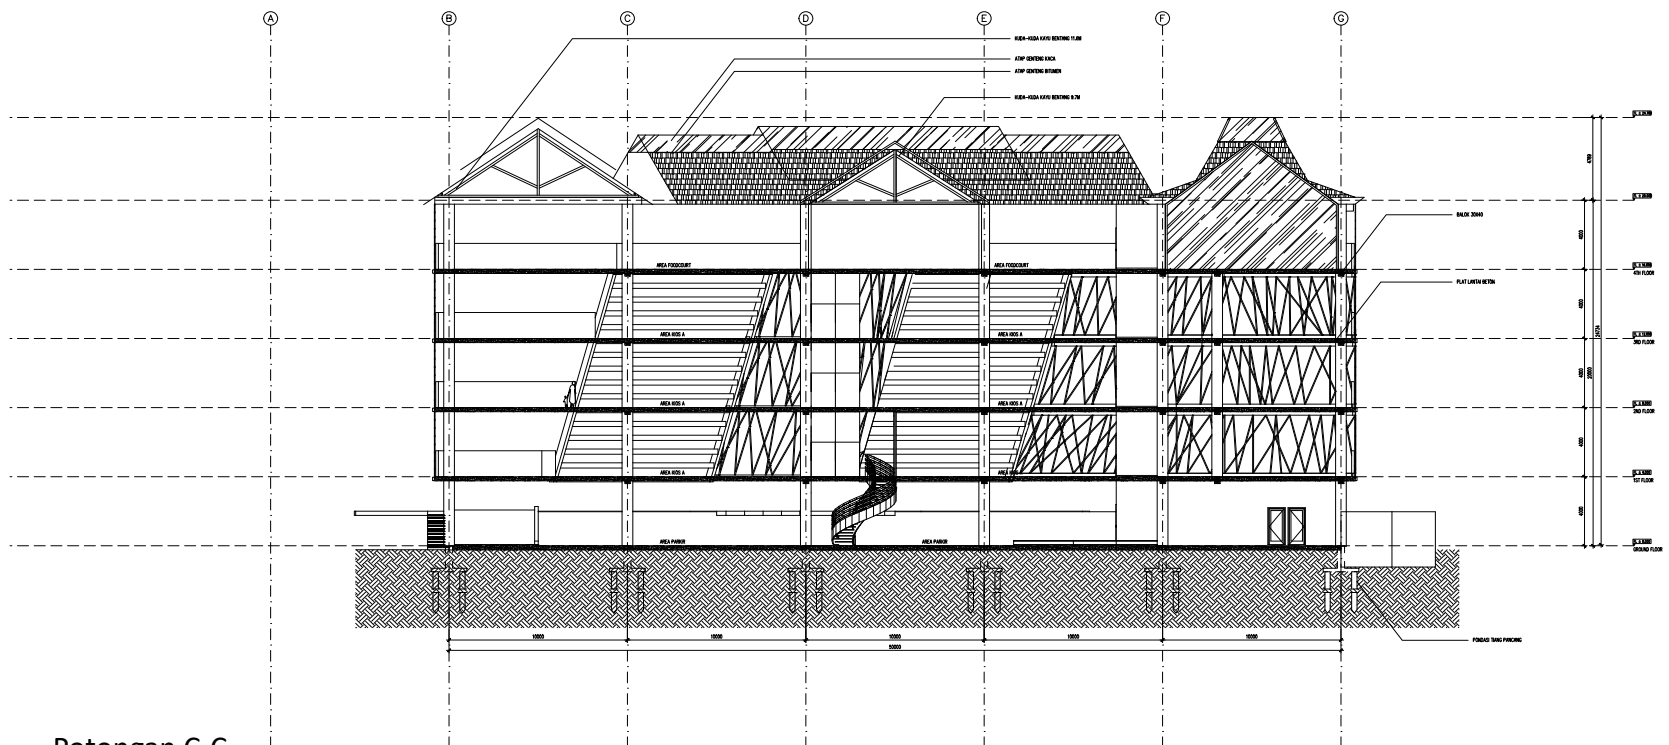 A B C D E F G
KUDA-KUDA KAYU BENTANG 11.6M
ATAP GENTENG KACA
ATAP GENTENG BITUMEN
KUDA-KUDA KAYU BENTANG 9.7M
BALOK 30X40
AREA FOODCOURT AREA FOODCOURT
4TH FLOOR
PLAT LANTAI BETON
AREA KIOS A AREA KIOS A
3RD FLOOR
AREA KIOS A AREA KIOS A
2ND FLOOR
AREA KIOS A AREA KIOS A
1ST FLOOR
AREA PARKIR AREA PARKIR
GROUND FLOOR
4000
4000
4000
4000
4000
20000
10000 10000 10000 10000 10000
50000
PONDASI TIANG PANCANG
Potongan C-C